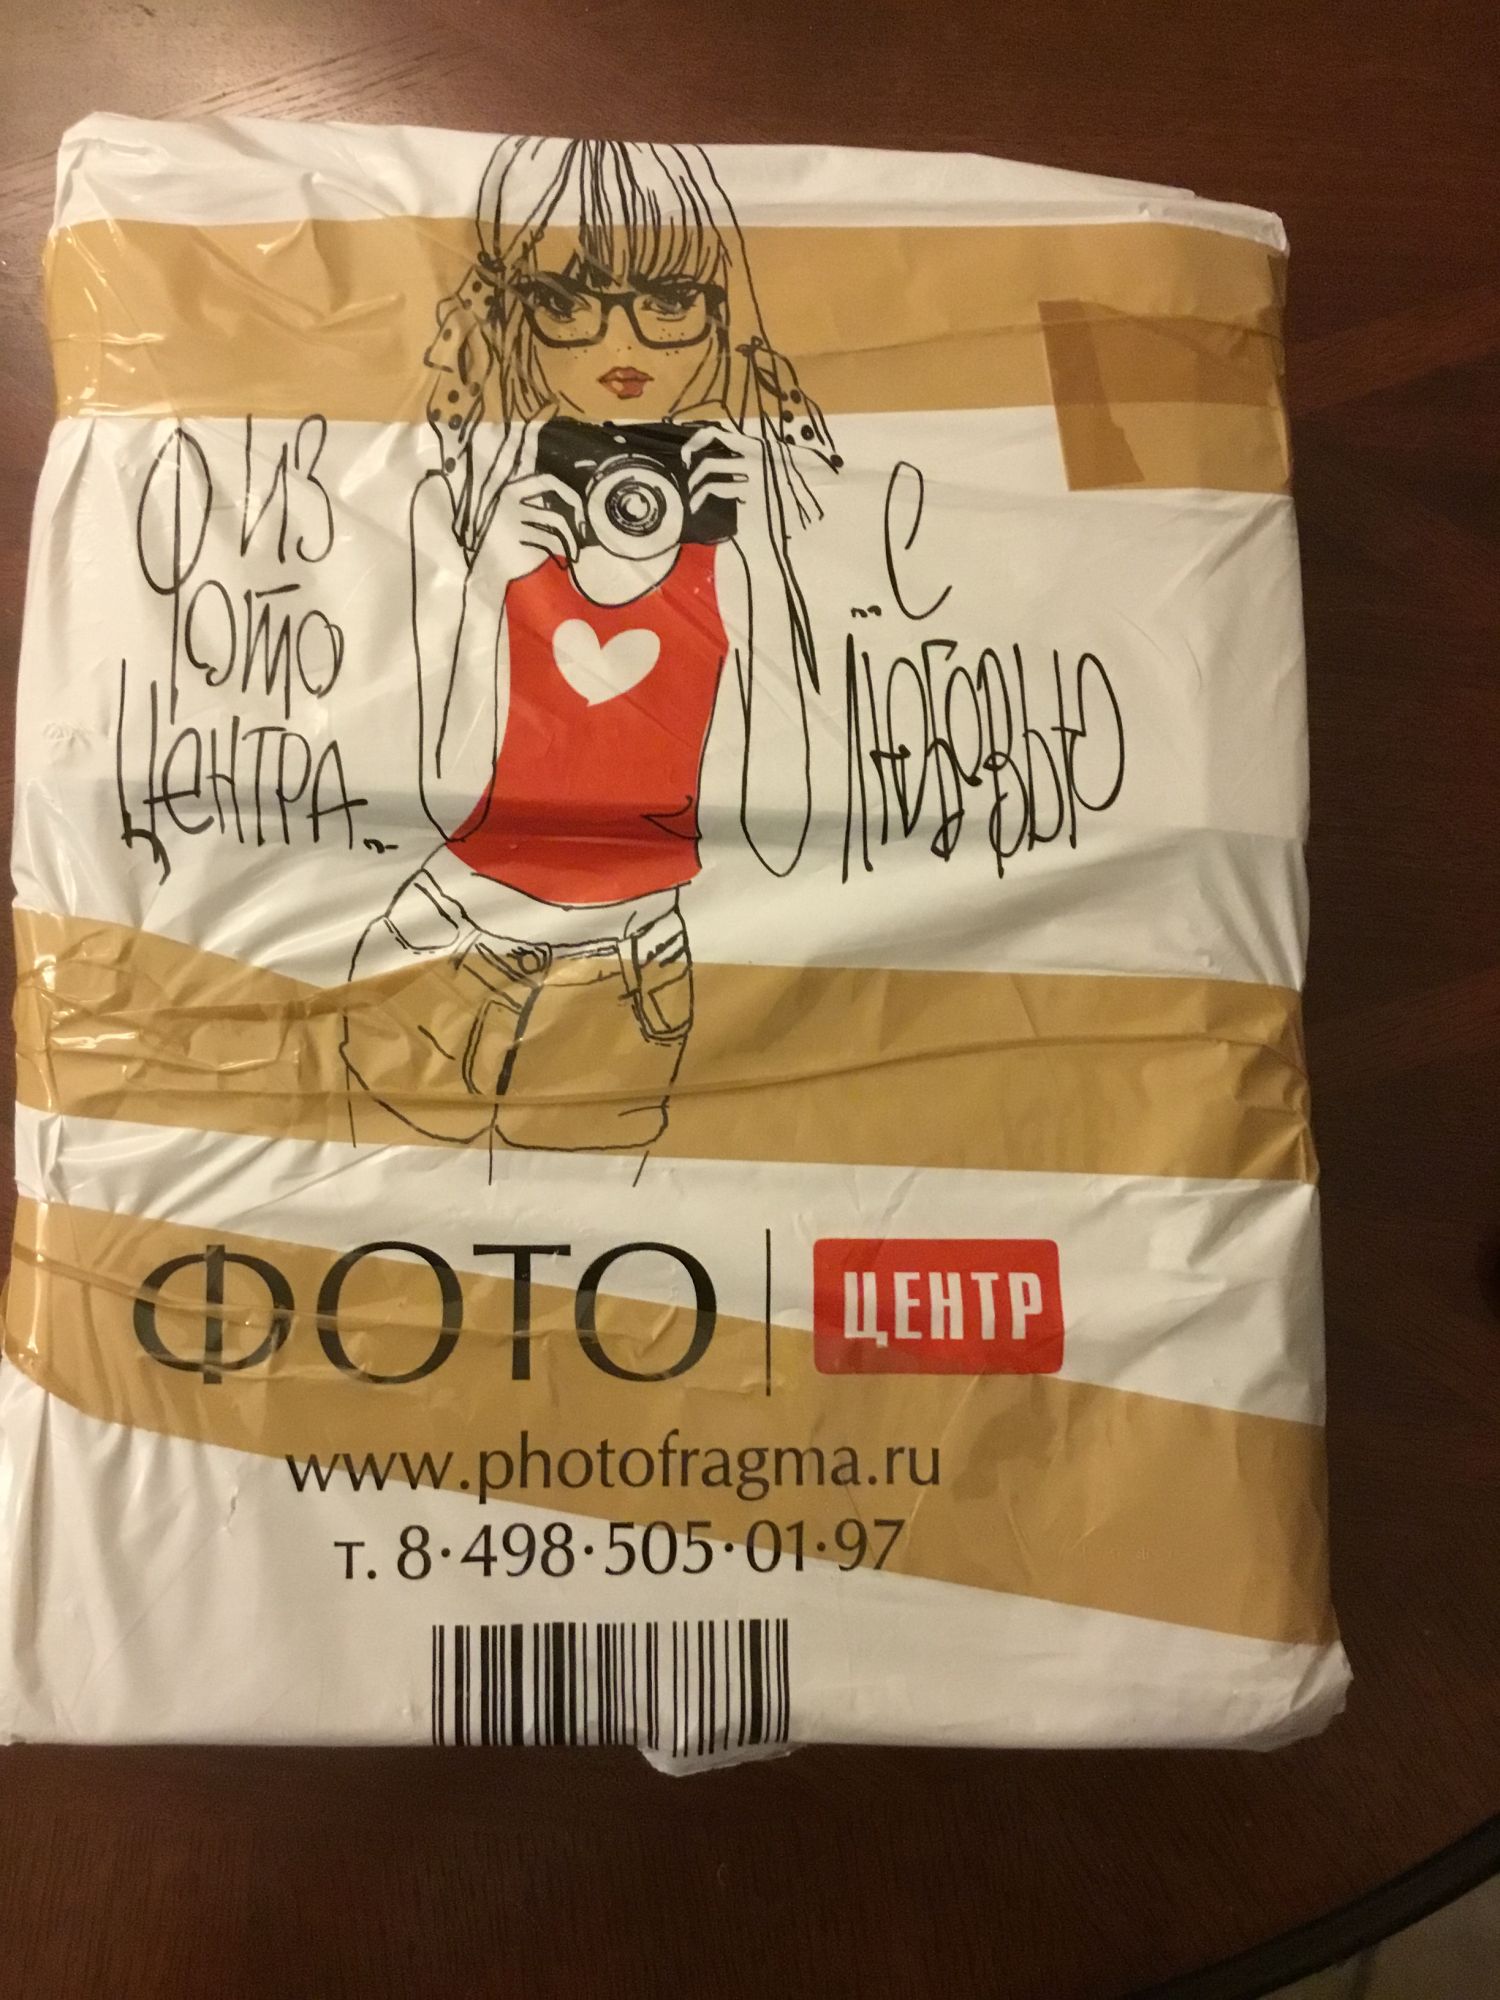 Из
Фото
Центра...
...С
Любовью
ФОТО
ЦЕНТР
www.photofragma.ru
т. 8·498·505·01·97